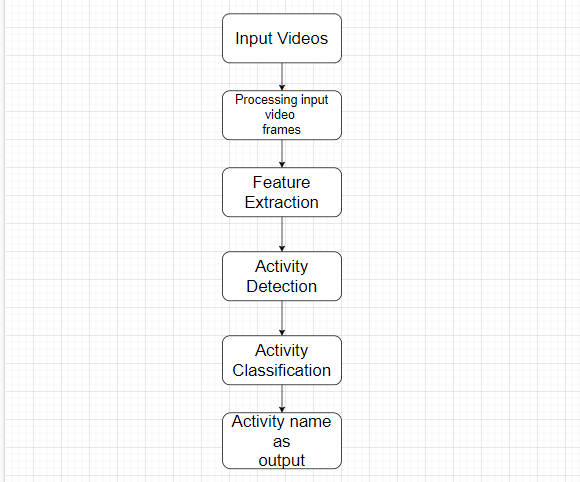 Input Videos
Processing input
video
frames
Feature
Extraction
Activity
Detection
Activity
Classification
Activity name
as
output